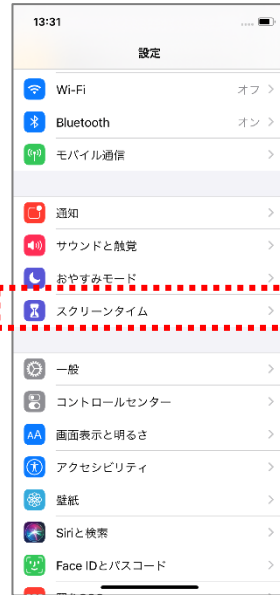 13:31
設定
Wi-Fi オフ
Bluetooth オン
モバイル通信
通知
サウンドと触覚
おやすみモード
スクリーンタイム
一般
コントロールセンター
AA 画面表示と明るさ
アクセシビリティ
壁紙
Siriと検索
Face IDとパスコード